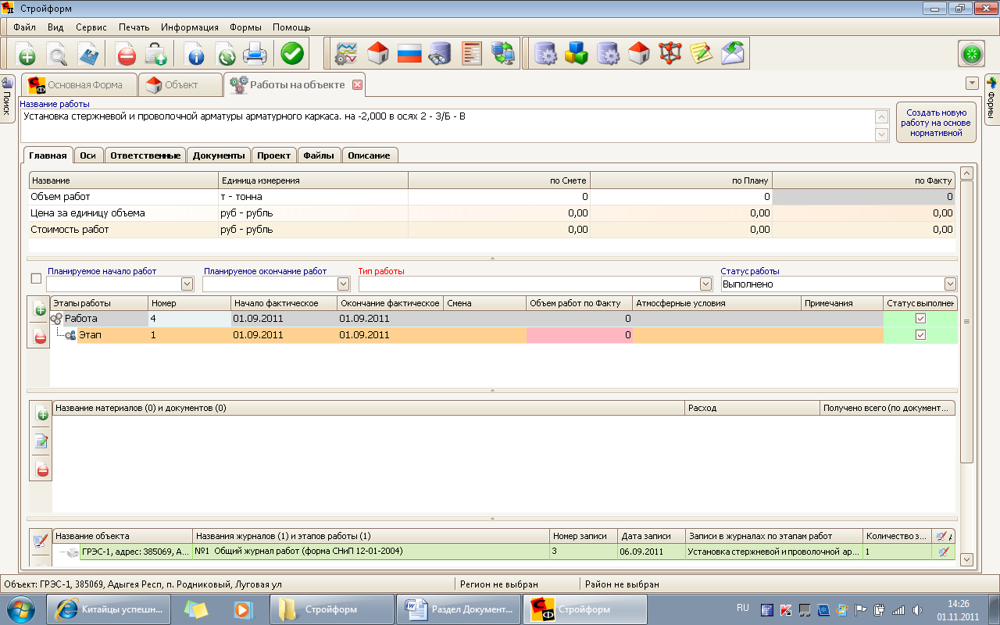 Стройформ
Файл Вид Сервис Печать Информация Формы Помощь
Основная Форма Объект Работы на объекте
Поиск
Формы
Название работы
Установка стержневой и проволочной арматуры арматурного каркаса. на -2,000 в осях 2 - 3/Б - В
Создать новую
работу на основе
нормативной
Главная Оси Ответственные Документы Проект Файлы Описание
Название Единица измерения по Смете по Плану по Факту
Объем работ т - тонна 0 0 0
Цена за единицу объема руб - рубль 0,00 0,00 0,00
Стоимость работ руб - рубль 0,00 0,00 0,00
Планируемое начало работ Планируемое окончание работ Тип работы Статус работы
Выполнено
Этапы работы Номер Начало фактическое Окончание фактическое Смена Объем работ по Факту Атмосферные условия Примечания Статус выполнен
Работа 4 01.09.2011 01.09.2011 0
Этап 1 01.09.2011 01.09.2011 0
Название материалов (0) и документов (0) Расход Получено всего (по документ...
Название объекта Названия журналов (1) и этапов работы (1) Номер записи Дата записи Записи в журналах по этапам работ Количество з...
ГРЭС-1, адрес: 385069, А... №1 Общий журнал работ (форма СНиП 12-01-2004) 3 06.09.2011 Установка стержневой и проволочной ар... 1
Объект: ГРЭС-1, 385069, Адыгея Респ, п. Родниковый, Луговая ул Регион не выбран Район не выбран
Китайцы успешн... Стройформ Раздел Документ... Стройформ RU 14:26
01.11.2011